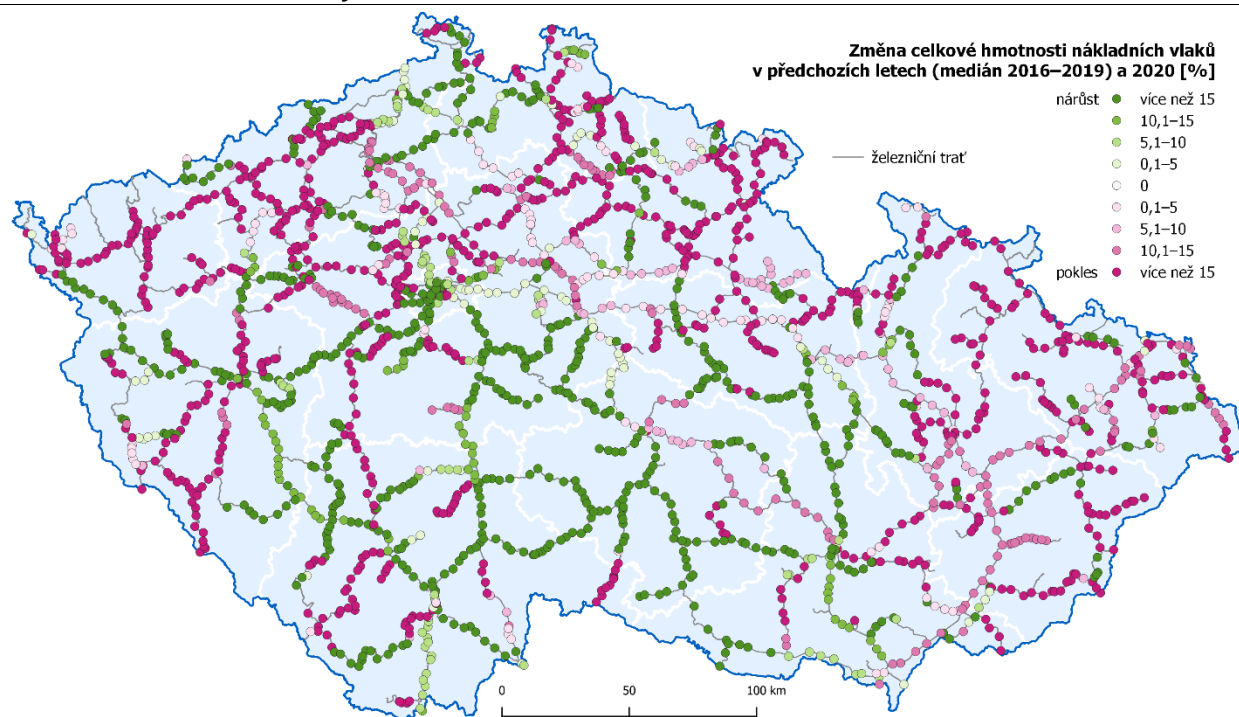 Změna celkové hmotnosti nákladních vlaků
v předchozích letech (medián 2016–2019) a 2020 [%]
nárůst více než 15
10,1–15
5,1–10
0,1–5
0
0,1–5
5,1–10
10,1–15
pokles více než 15
železniční trať
0 50 100 km